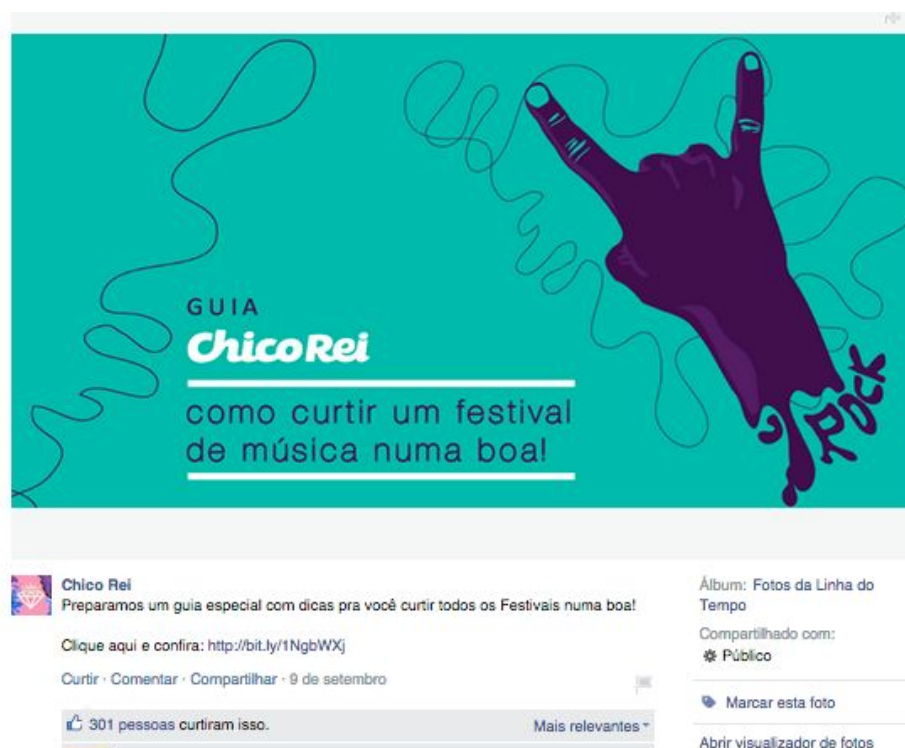 GUIA
Chico Rei
como curtir um festival
de música numa boa!
ROCK
Chico Rei
Preparamos um guia especial com dicas pra você curtir todos os Festivais numa boa!
Clique aqui e confira: http://bit.ly/1NgbWXj
Curtir · Comentar · Compartilhar · 9 de setembro
301 pessoas curtiram isso.
Mais relevantes
Álbum: Fotos da Linha do
Tempo
Compartilhado com:
Público
Marcar esta foto
Abrir visualizador de fotos